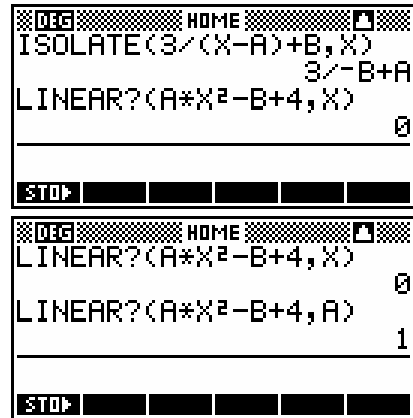 DEG HOME
ISOLATE(3/(X-A)+B,X)
3/-B+A
LINEAR?(A*X²-B+4,X)
0
STO▶
DEG HOME
LINEAR?(A*X²-B+4,X)
0
LINEAR?(A*X²-B+4,A)
1
STO▶